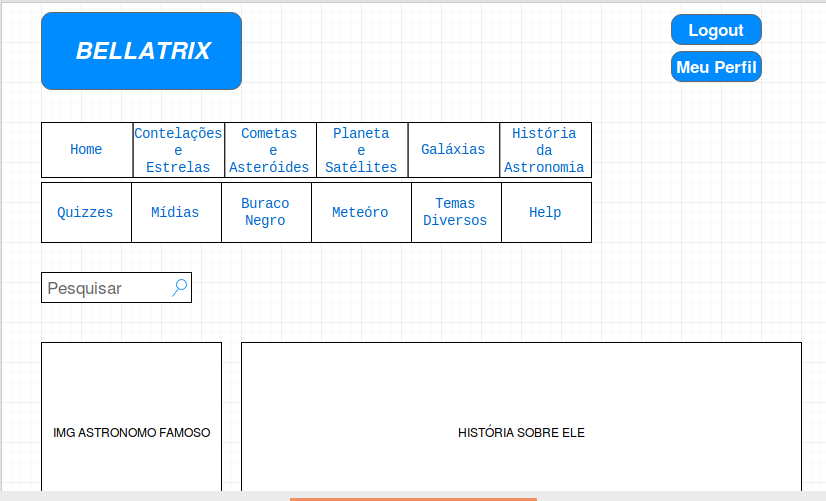 BELLATRIX
Logout
Meu Perfil
Home
Contelações
e
Estrelas
Cometas
e
Asteróides
Planeta
e
Satélites
Galáxias
História
da
Astronomia
Quizzes
Mídias
Buraco
Negro
Meteóro
Temas
Diversos
Help
Pesquisar
IMG ASTRONOMO FAMOSO
HISTÓRIA SOBRE ELE